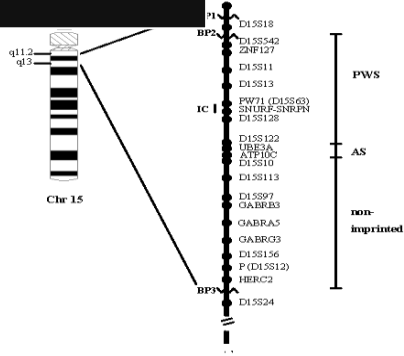 q11.2
q13
Chr 15
BP1
D15S18
BP2
D15S542
ZNF127
D15S11
D15S13
PW71 (D15S63)
IC
SNURF-SNRPN
D15S128
D15S122
UBE3A
ATP10C
D15S10
D15S113
D15S97
GABRB3
GABRA5
GABRG3
D15S156
P (D15S12)
HERC2
BP3
D15S24
PWS
AS
non-
imprinted